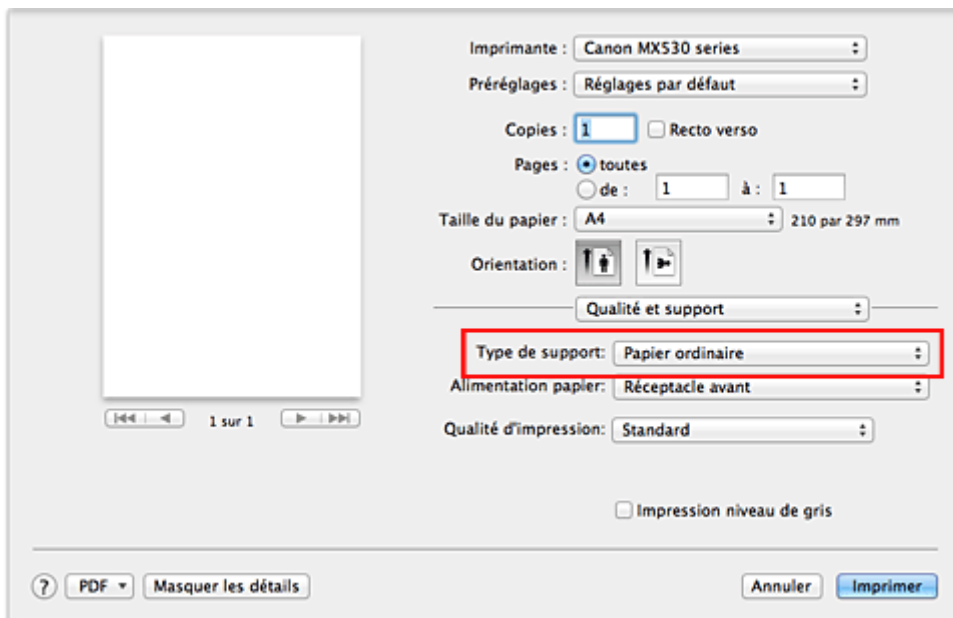 Imprimante : Canon MX530 series
Préréglages : Réglages par défaut
Copies : 1 Recto verso
Pages : toutes
de : 1 à : 1
Taille du papier : A4 210 par 297 mm
Orientation :
Qualité et support
Type de support: Papier ordinaire
Alimentation papier: Réceptacle avant
1 sur 1
Qualité d'impression: Standard
Impression niveau de gris
? PDF Masquer les détails Annuler Imprimer